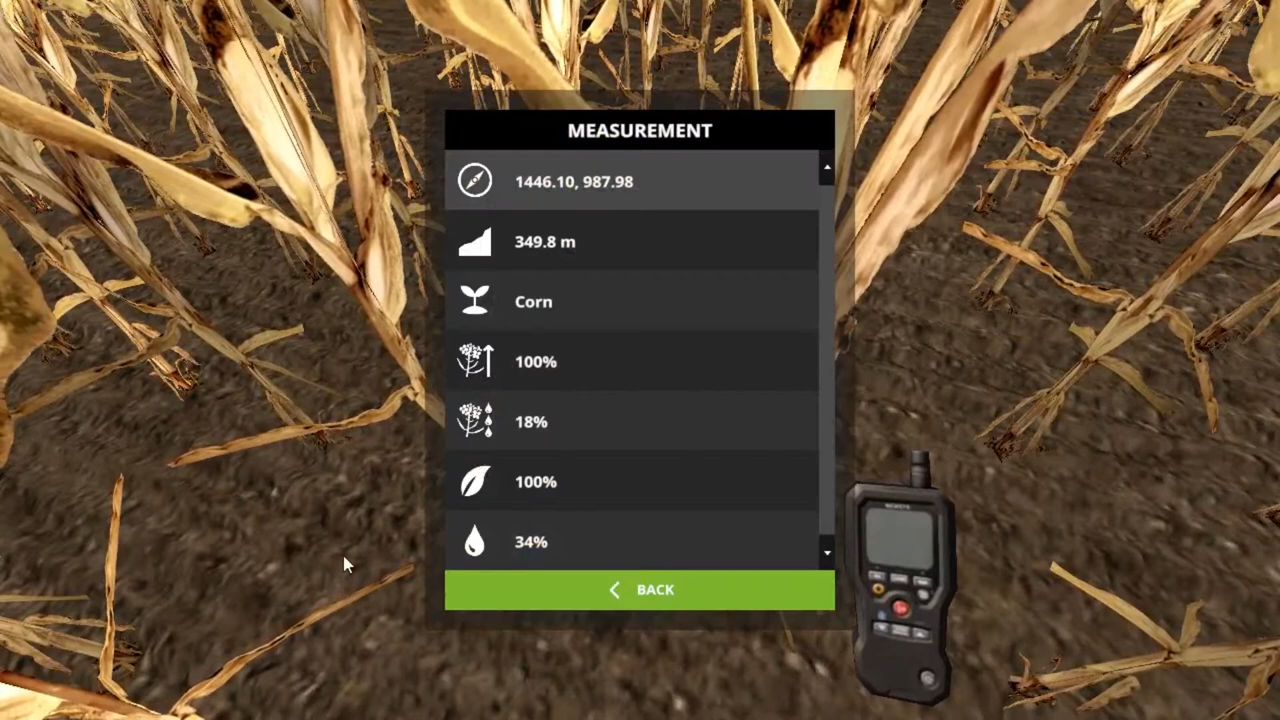 MEASUREMENT
1446.10, 987.98
349.8 m
Corn
100%
18%
100%
34%
BACK